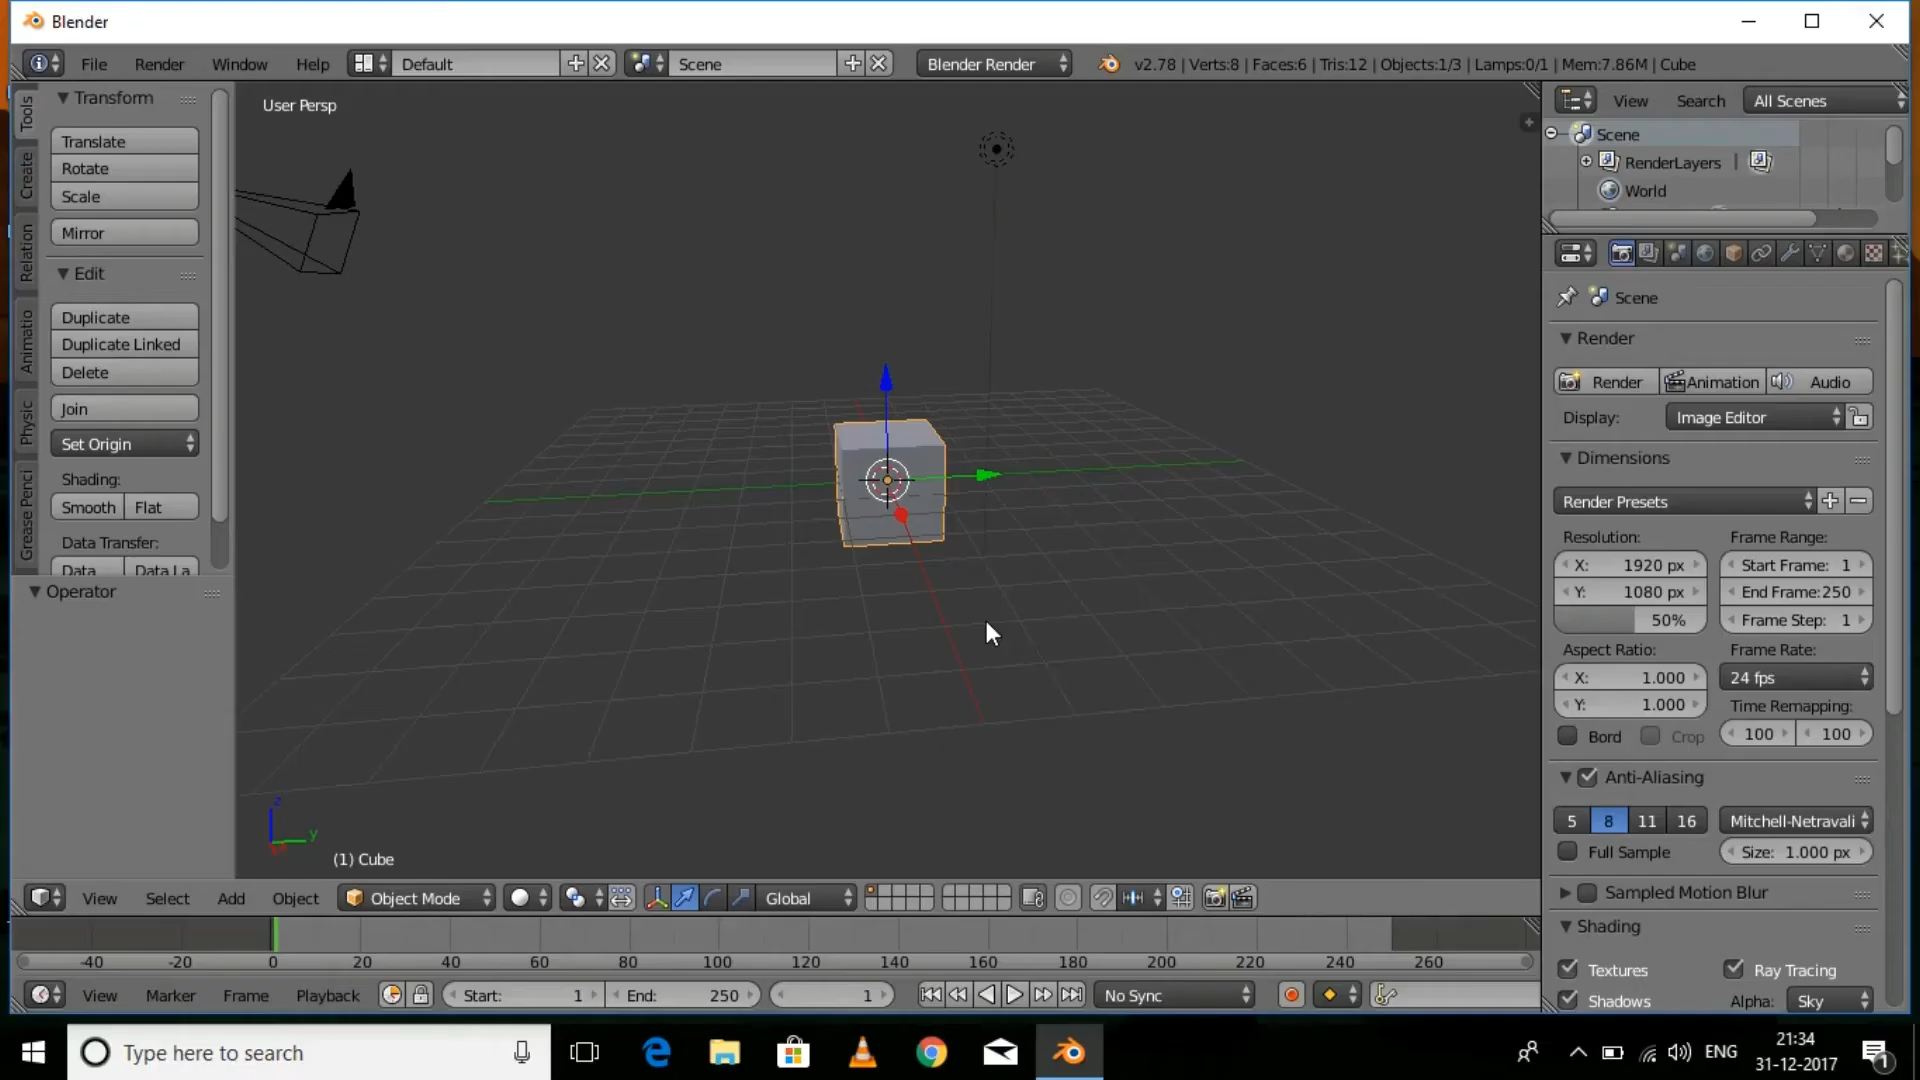 Blender
File Render Window Help Default Scene Blender Render v2.78 | Verts:8 | Faces:6 | Tris:12 | Objects:1/3 | Lamps:0/1 | Mem:7.86M | Cube
Tools
Create
Relation
Animatio
Physic
Grease Penci
Transform
Translate
Rotate
Scale
Mirror
Edit
Duplicate
Duplicate Linked
Delete
Join
Set Origin
Shading:
Smooth Flat
Data Transfer:
Data Data La
Operator
User Persp
z
y
(1) Cube
View Search All Scenes
Scene
RenderLayers |
World
Scene
Render
Render Animation Audio
Display: Image Editor
Dimensions
Render Presets
Resolution: Frame Range:
X: 1920 px Start Frame: 1
Y: 1080 px End Frame:250
50% Frame Step: 1
Aspect Ratio: Frame Rate:
X: 1.000 24 fps
Y: 1.000 Time Remapping:
Bord Crop 100 100
Anti-Aliasing
5 8 11 16 Mitchell-Netravali
Full Sample Size: 1.000 px
Sampled Motion Blur
Shading
Textures Ray Tracing
Shadows Alpha: Sky
View Select Add Object Object Mode Global
-40 -20 0 20 40 60 80 100 120 140 160 180 200 220 240 260
View Marker Frame Playback Start: 1 End: 250 1 No Sync
Type here to search ENG 21:34
31-12-2017 1